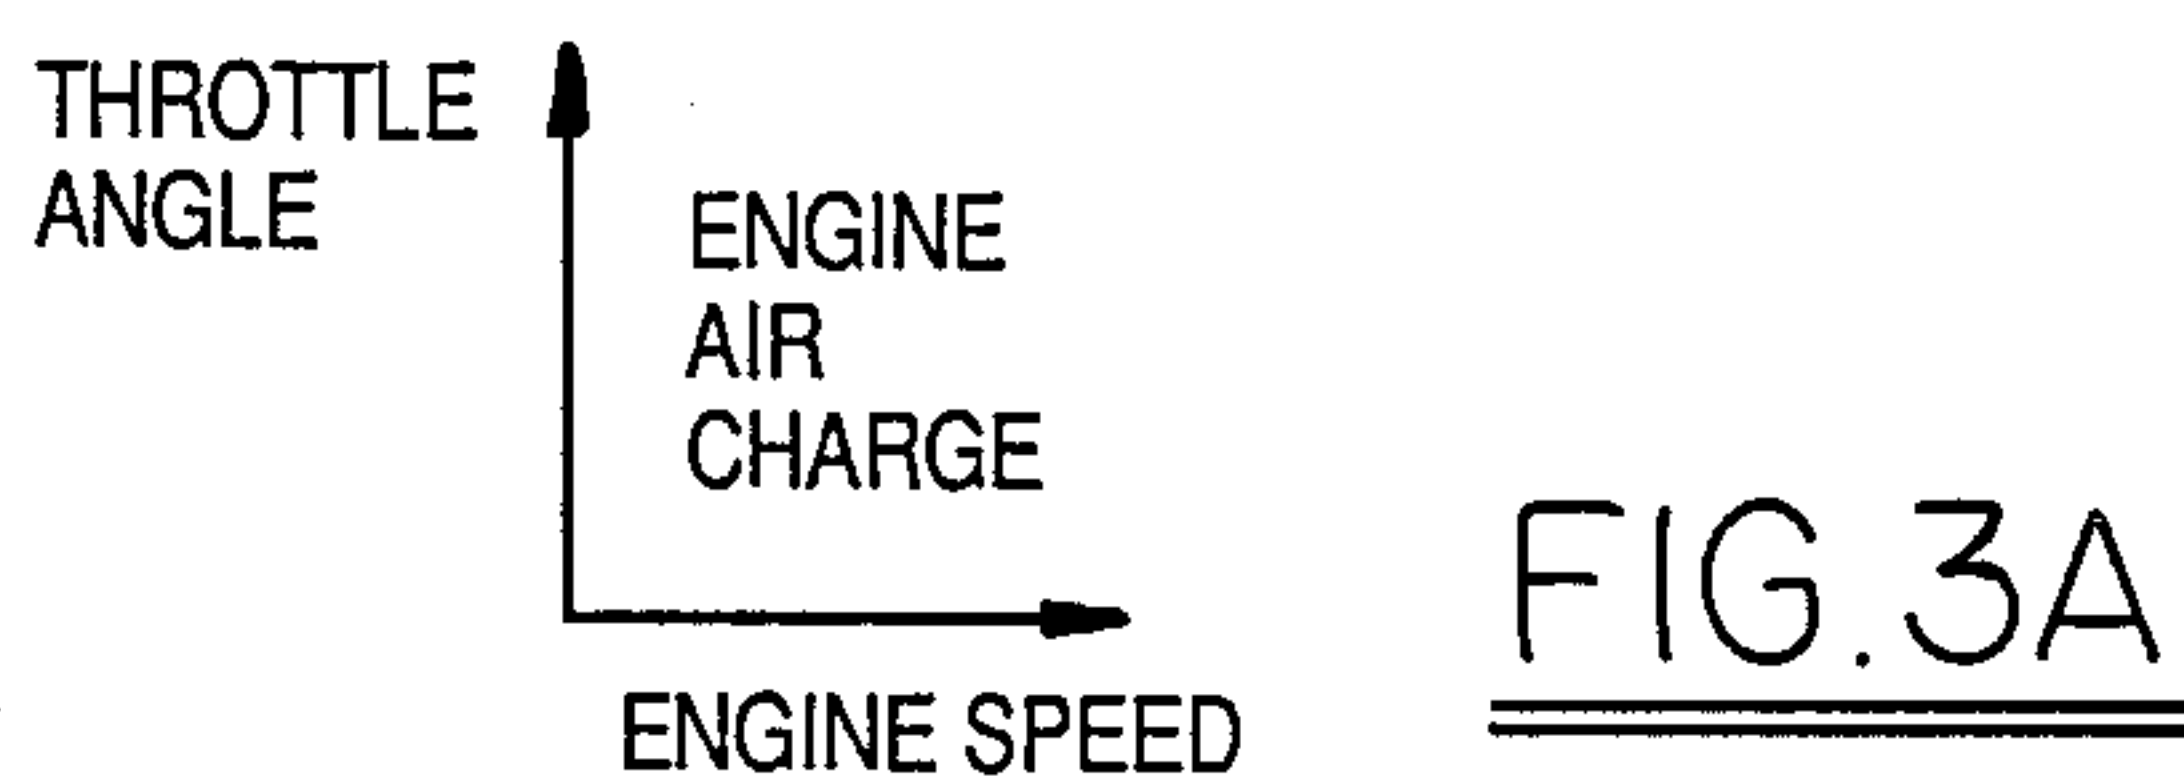 THROTTLE
ANGLE
ENGINE
AIR
CHARGE
ENGINE SPEED
FIG.3A